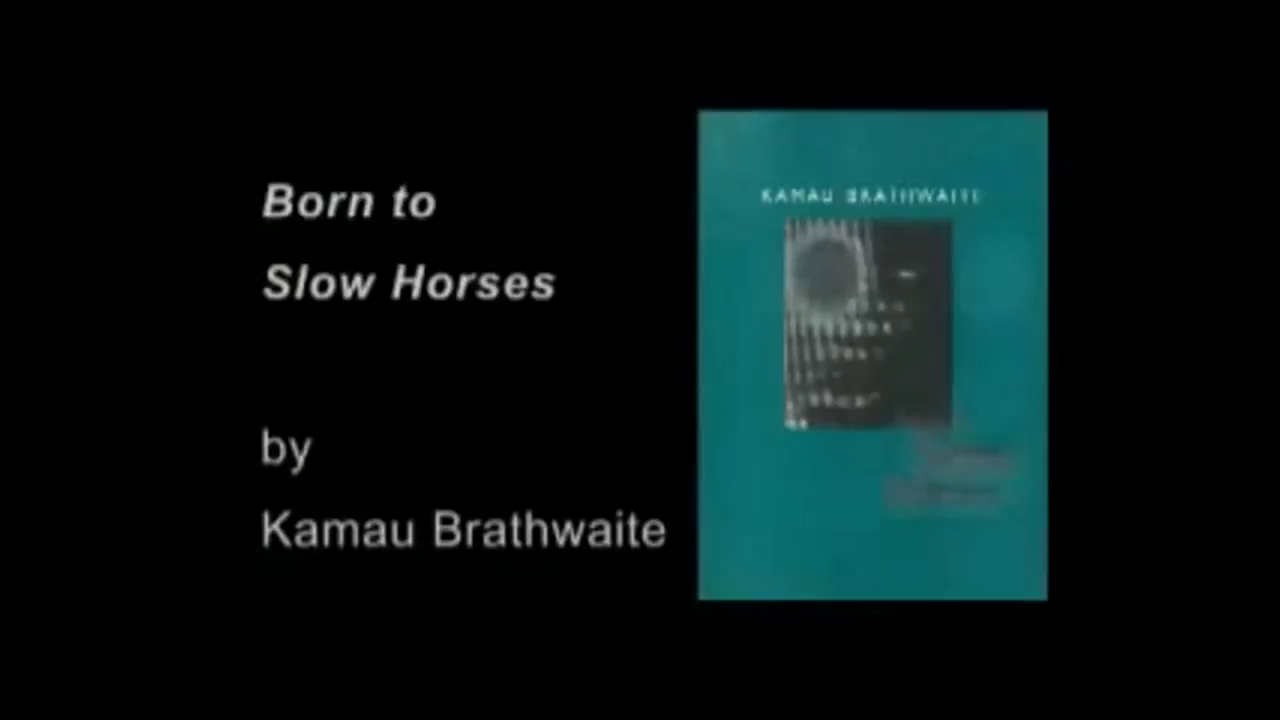 Born to
Slow Horses
by
Kamau Brathwaite
KAMAU BRATHWAITE